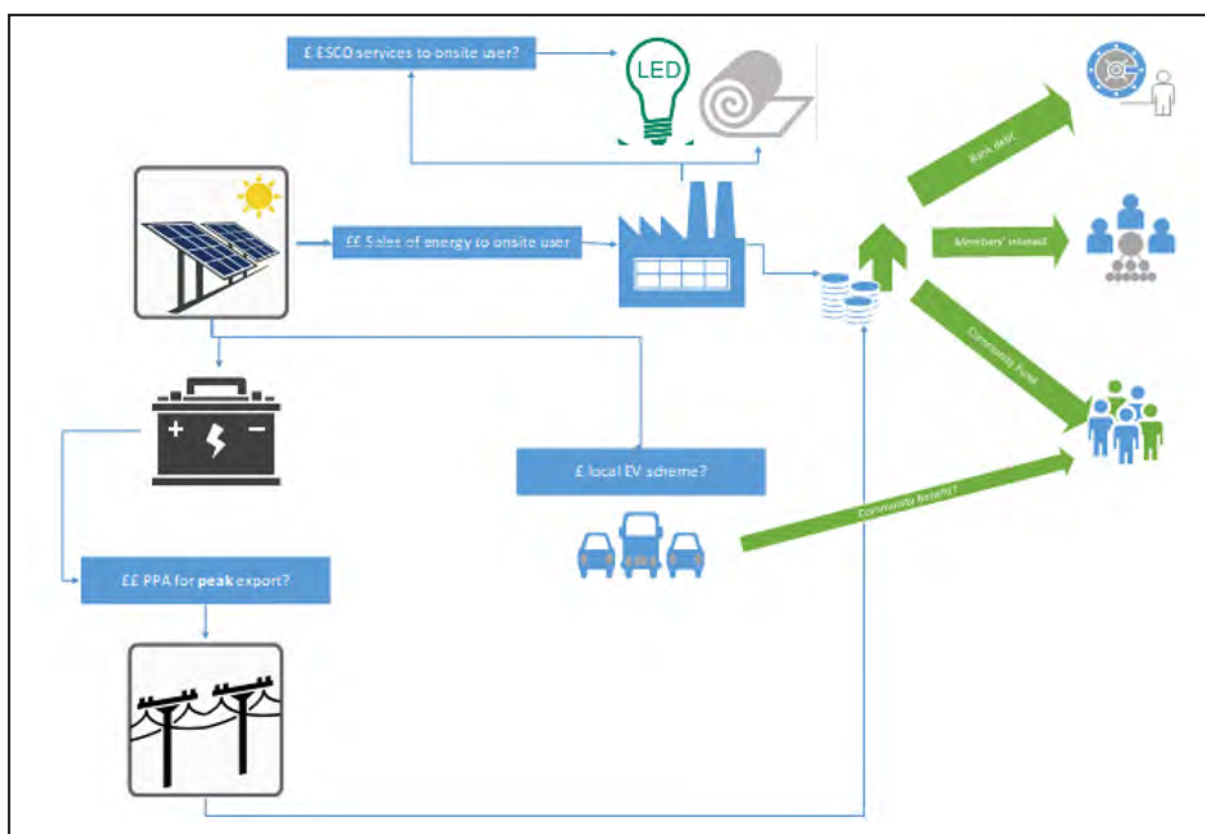 £ ESCO services to onsite user?
LED
Bank debt
££ Sales of energy to onsite user
Members' interest
Community Fund
+ −
£ local EV scheme?
Community Benefit?
££ PPA for peak export?